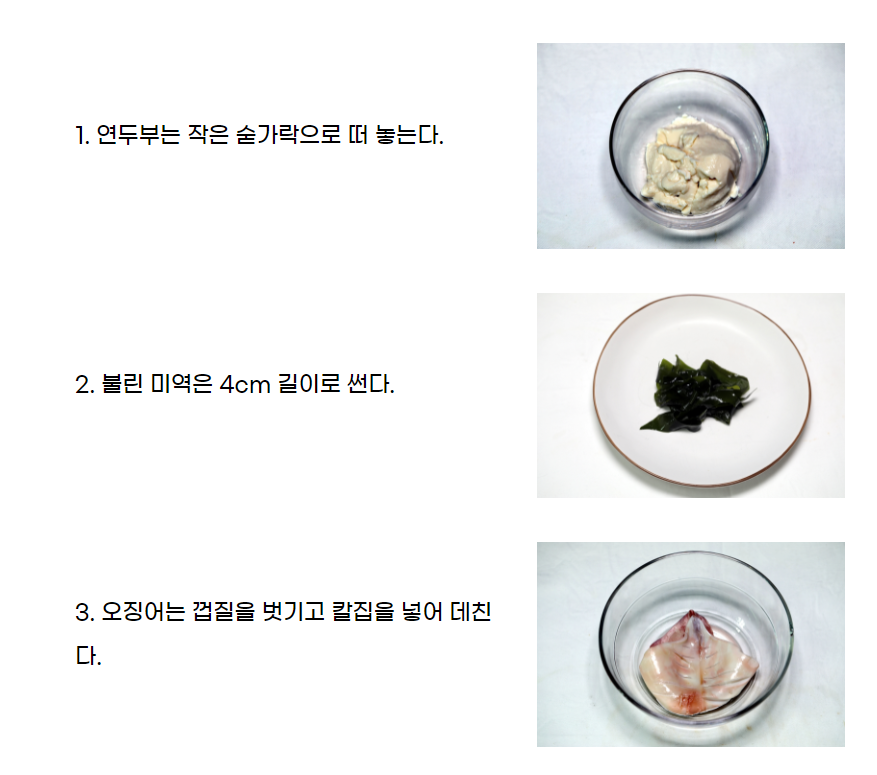 1. 연두부는 작은 숟가락으로 떠 놓는다.
2. 불린 미역은 4cm 길이로 썬다.
3. 오징어는 껍질을 벗기고 칼집을 넣어 데친
다.